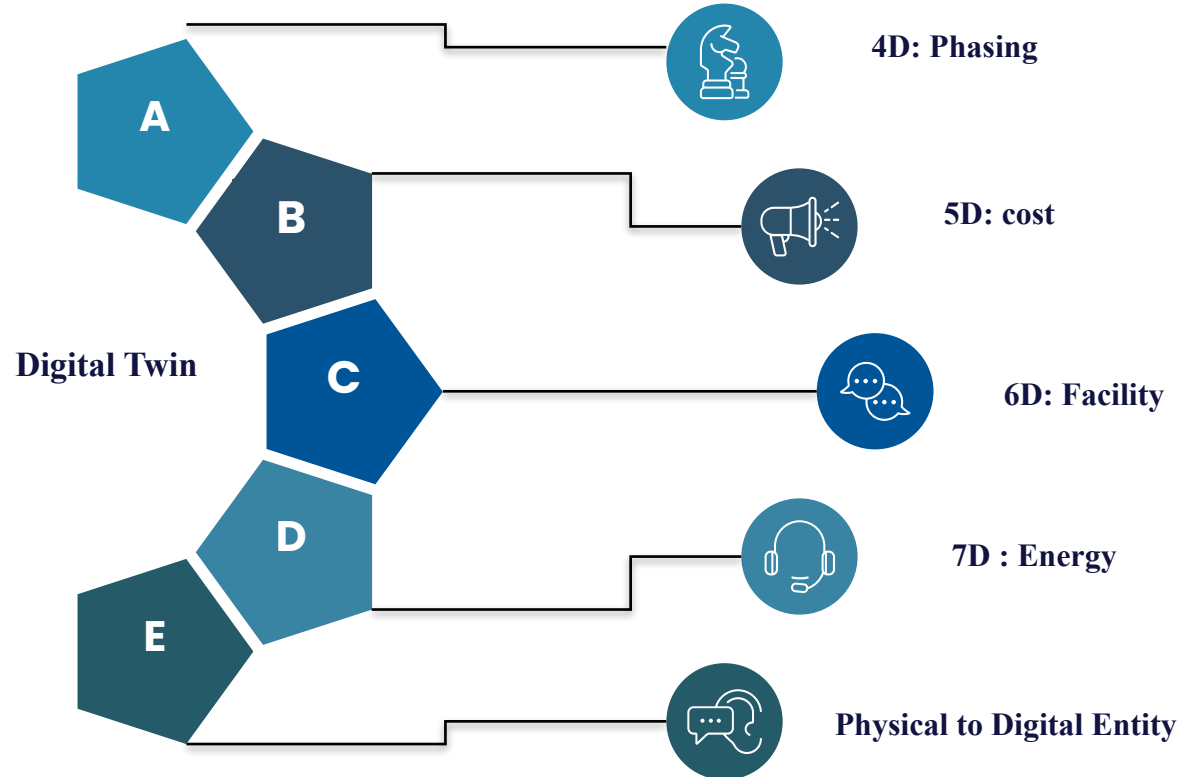 A
4D: Phasing
B
5D: cost
Digital Twin
C
6D: Facility
D
7D : Energy
E
Physical to Digital Entity